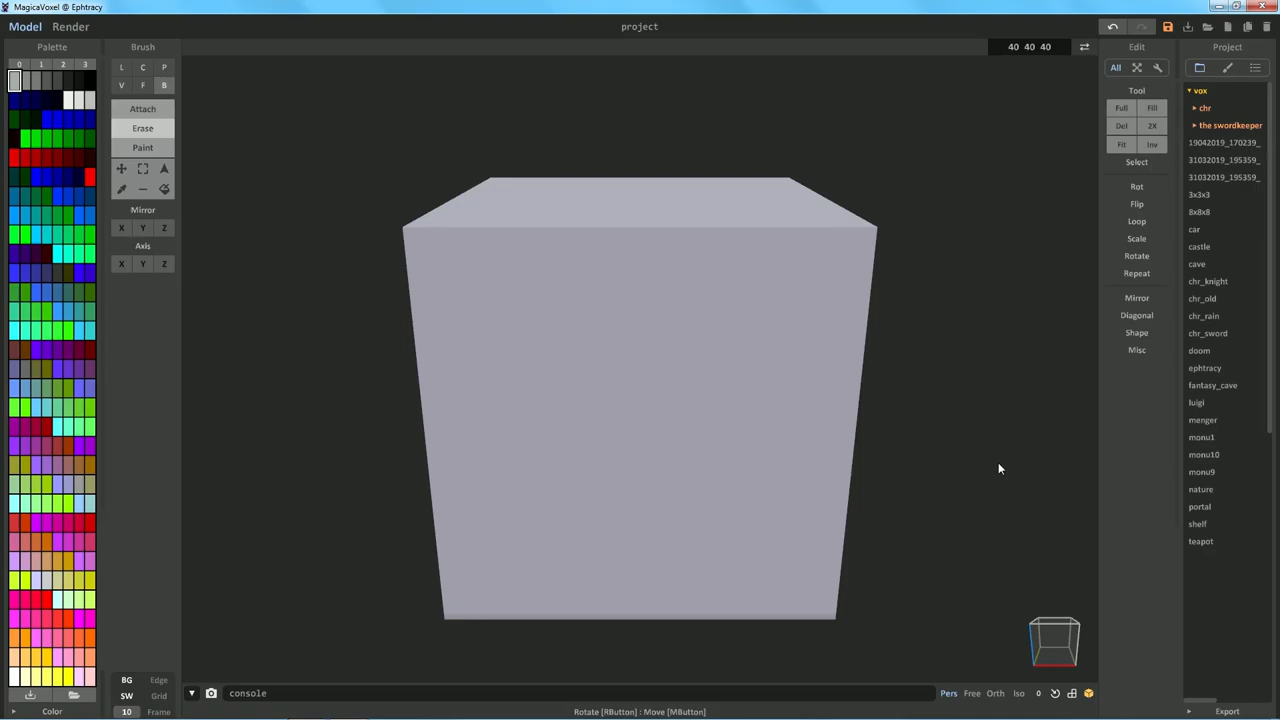 MagicaVoxel @ Ephtracy
Model Render
project
Palette
0 1 2 3
Color
Brush
L C P
V F B
Attach
Erase
Paint
Mirror
X Y Z
Axis
X Y Z
BG Edge
SW Grid
10 Frame
40 40 40
console
Pers Free Orth Iso 0
Rotate [RButton] : Move [MButton]
Edit
All
Tool
Full Fill
Del 2X
Fit Inv
Select
Rot
Flip
Loop
Scale
Rotate
Repeat
Mirror
Diagonal
Shape
Misc
Project
vox
chr
the swordkeeper
19042019_170239_
31032019_195359_
31032019_195359_
3x3x3
8x8x8
car
castle
cave
chr_knight
chr_old
chr_rain
chr_sword
doom
ephtracy
fantasy_cave
luigi
menger
monu1
monu10
monu9
nature
portal
shelf
teapot
Export